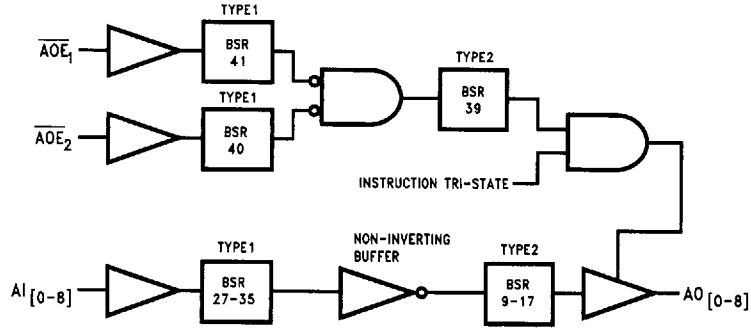 TYPE1
AOE1
BSR
41
TYPE2
BSR
39
TYPE1
AOE2
BSR
40
INSTRUCTION TRI-STATE
TYPE1
NON-INVERTING
BUFFER
TYPE2
AI[0-8]
BSR
27-35
BSR
9-17
AO[0-8]